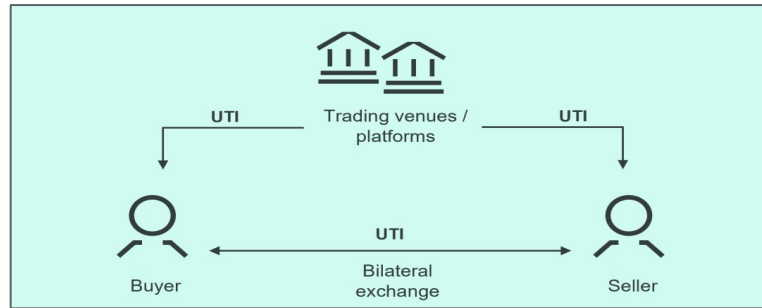 Trading venues /
platforms
UTI
UTI
UTI
Bilateral
exchange
Buyer
Seller